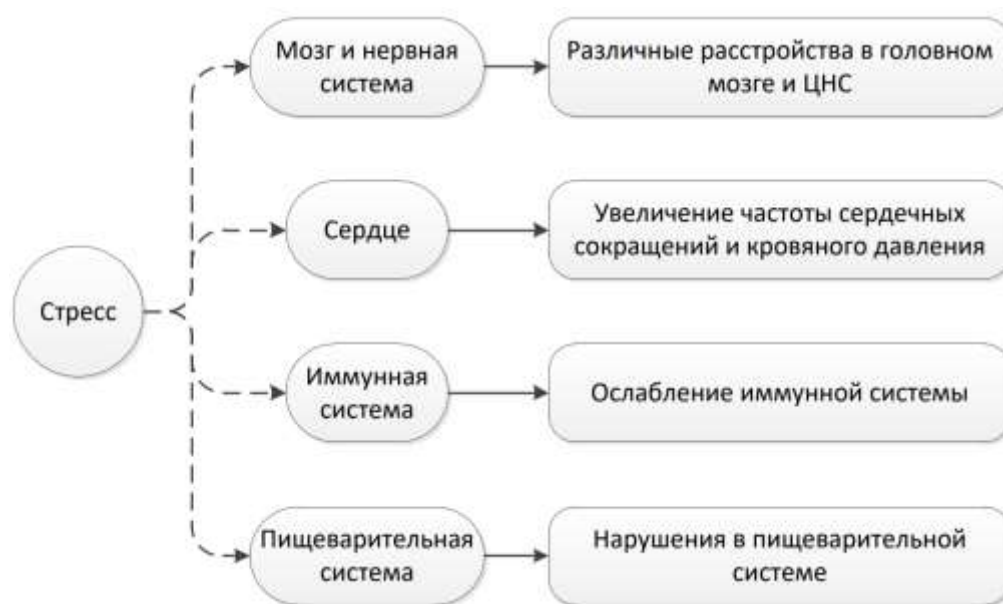 Мозг и нервная
система
Различные расстройства в головном
мозге и ЦНС
Сердце
Увеличение частоты сердечных
сокращений и кровяного давления
Стресс
Иммунная
система
Ослабление иммунной системы
Пищеварительная
система
Нарушения в пищеварительной
системе